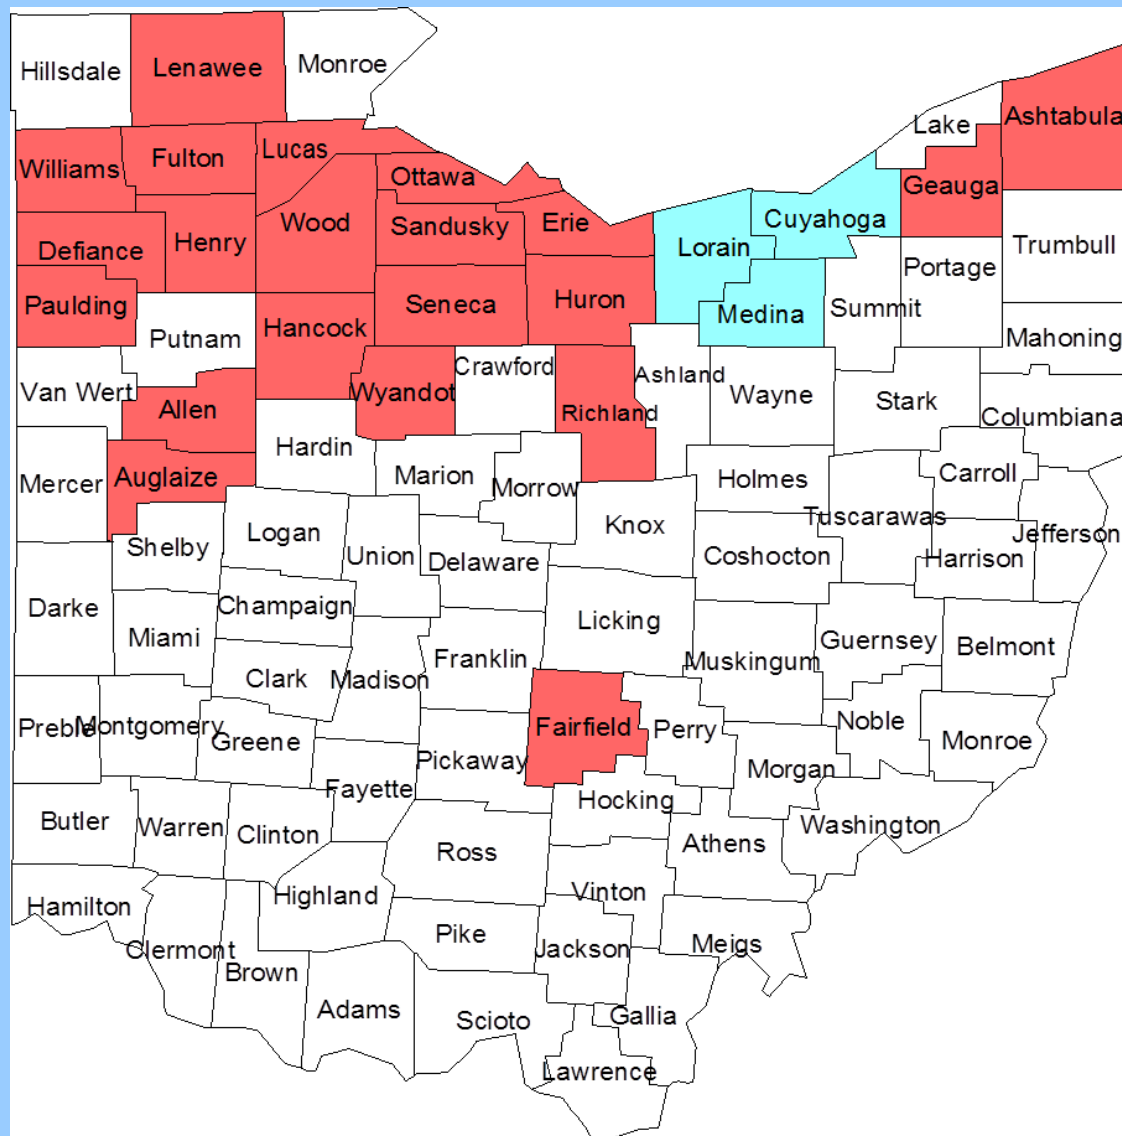 Hillsdale
Lenawee
Monroe
Ashtabula
Lake
Williams
Fulton
Lucas
Ottawa
Geauga
Wood
Sandusky
Erie
Cuyahoga
Defiance
Henry
Lorain
Trumbull
Portage
Paulding
Seneca
Huron
Medina
Summit
Putnam
Hancock
Mahoning
Crawford
Ashland
Van Wert
Wyandot
Wayne
Stark
Allen
Richland
Columbiana
Hardin
Mercer
Auglaize
Marion
Morrow
Holmes
Carroll
Logan
Knox
Tuscarawas
Jefferson
Shelby
Union
Delaware
Coshocton
Harrison
Darke
Champaign
Licking
Miami
Guernsey
Belmont
Franklin
Muskingum
Clark
Madison
Preble
Montgomery
Greene
Fairfield
Perry
Noble
Monroe
Pickaway
Morgan
Fayette
Hocking
Butler
Warren
Clinton
Washington
Ross
Athens
Highland
Vinton
Hamilton
Clermont
Pike
Jackson
Meigs
Brown
Adams
Scioto
Gallia
Lawrence